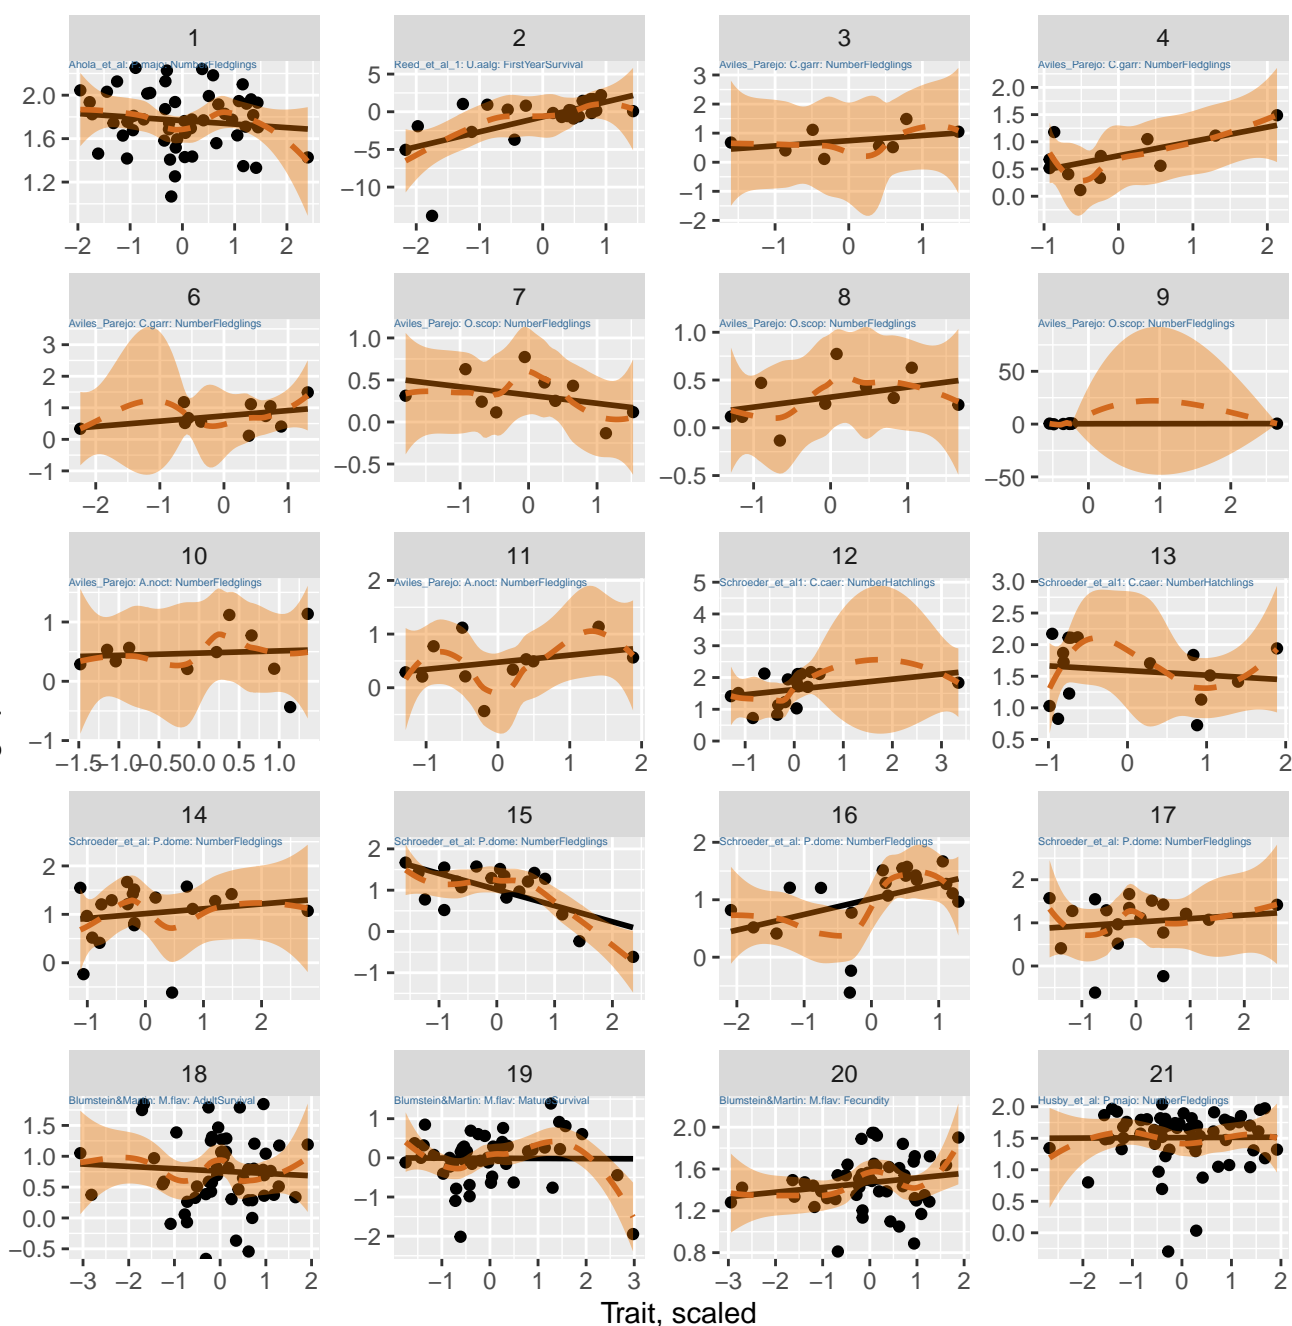 1 2 3 4
Ahola_et_al: P.majo: NumberFledglings Reed_et_al_1: U.aalg: FirstYearSurvival Aviles_Parejo: C.garr: NumberFledglings Aviles_Parejo: C.garr: NumberFledglings
2.0 1.6 1.2 5 0 −5 −10 3 2 1 0 −1 −2 2.0 1.5 1.0 0.5 0.0
−2 −1 0 1 2 −2 −1 0 1 −1 0 1 −1 0 1 2
6 7 8 9
Aviles_Parejo: C.garr: NumberFledglings Aviles_Parejo: O.scop: NumberFledglings Aviles_Parejo: O.scop: NumberFledglings Aviles_Parejo: O.scop: NumberFledglings
3 2 1 0 −1 1.0 0.5 0.0 −0.5 1.0 0.5 0.0 −0.5 50 0 −50
−2 −1 0 1 −1 0 1 −1 0 1 0 1 2
10 11 12 13
Aviles_Parejo: A.noct: NumberFledglings Aviles_Parejo: A.noct: NumberFledglings Schroeder_et_al1: C.caer: NumberHatchlings Schroeder_et_al1: C.caer: NumberHatchlings
1 0 −1 2 1 0 5 4 3 2 1 0 3.0 2.5 2.0 1.5 1.0 0.5
−1.5 −1.0 −0.5 0.0 0.5 1.0 −1 0 1 2 −1 0 1 2 3 −1 0 1 2
14 15 16 17
Schroeder_et_al: P.dome: NumberFledglings Schroeder_et_al: P.dome: NumberFledglings Schroeder_et_al: P.dome: NumberFledglings Schroeder_et_al: P.dome: NumberFledglings
2 1 0 2 1 0 −1 2 1 0 2 1 0
−1 0 1 2 −1 0 1 2 −2 −1 0 1 −1 0 1 2
18 19 20 21
Blumstein&Martin: M.flav: AdultSurvival Blumstein&Martin: M.flav: MatureSurvival Blumstein&Martin: M.flav: Fecundity Husby_et_al: P.majo: NumberFledglings
1.5 1.0 0.5 0.0 −0.5 1 0 −1 −2 2.0 1.6 1.2 0.8 2.0 1.5 1.0 0.5 0.0
−3 −2 −1 0 1 2 −1 0 1 2 3 −3 −2 −1 0 1 2 −2 −1 0 1 2
Trait, scaled